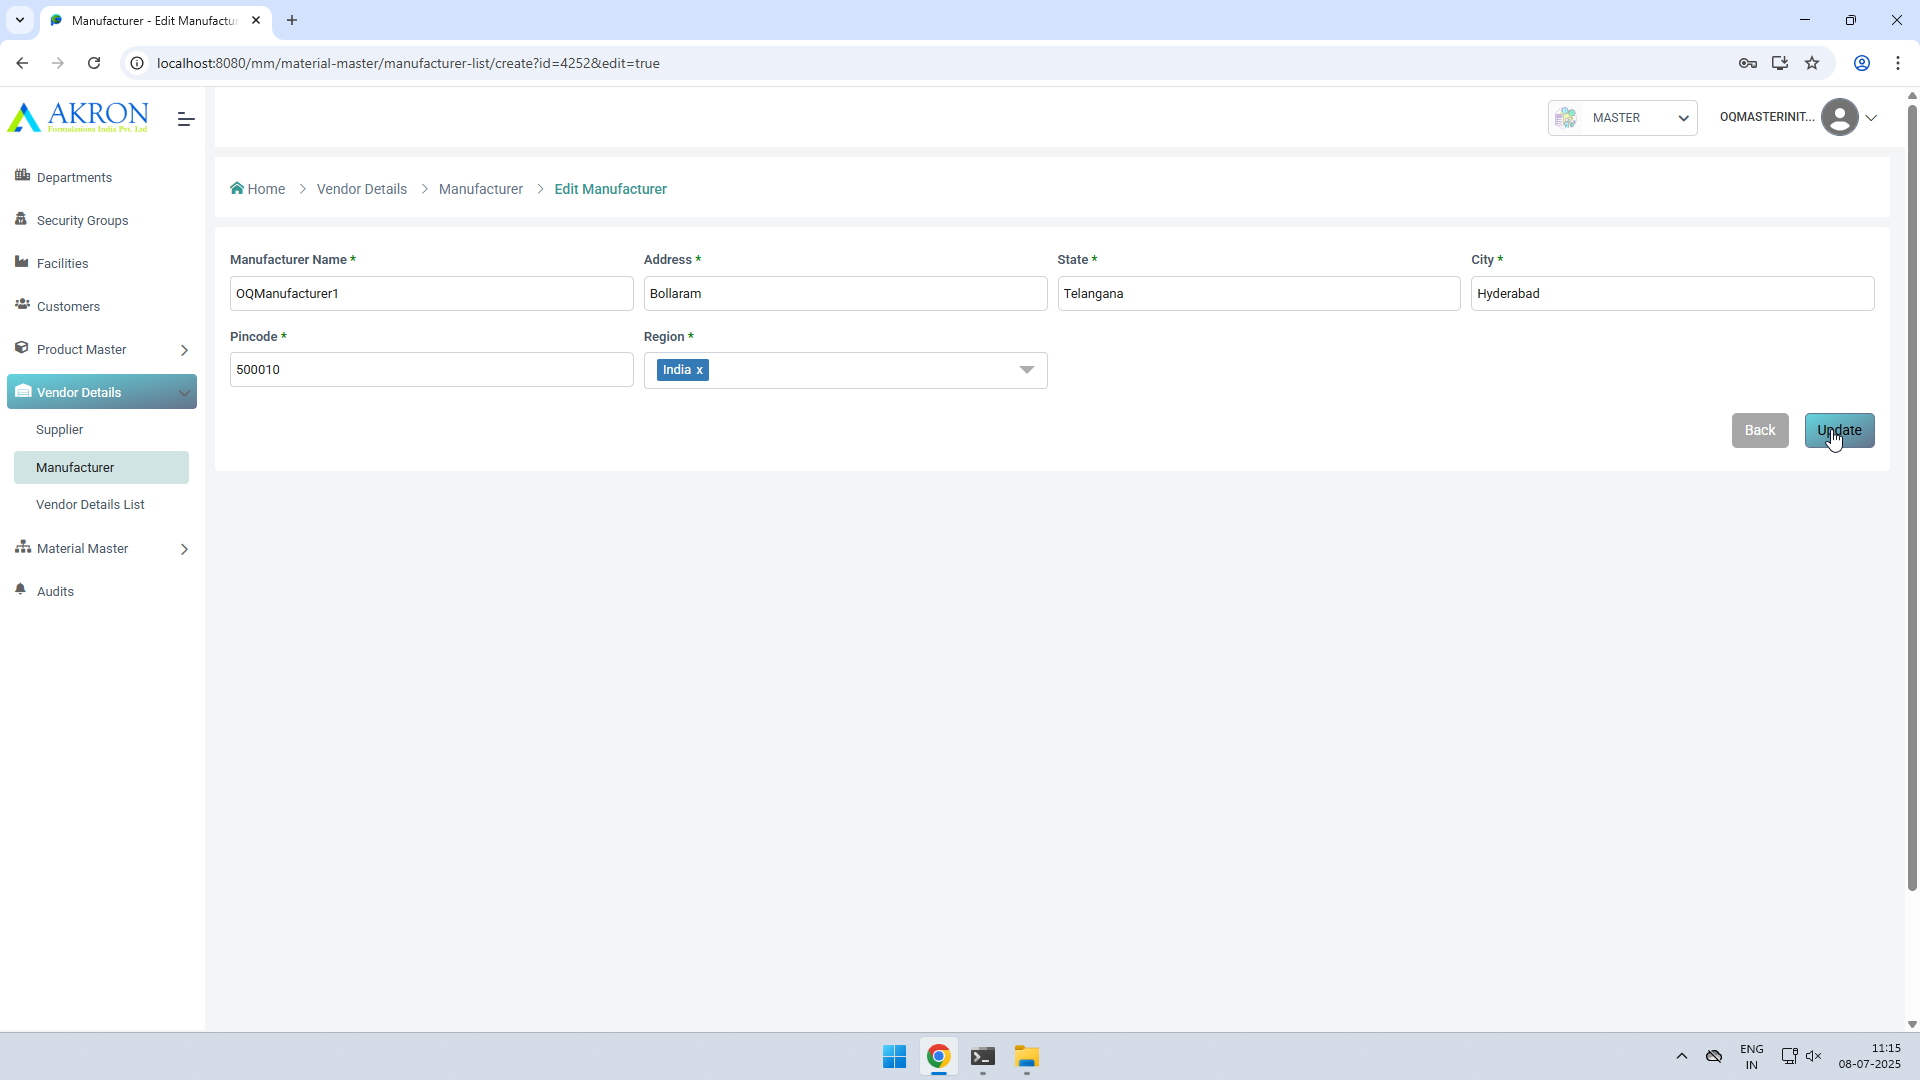 Manufacturer - Edit Manufactu
localhost:8080/mm/material-master/manufacturer-list/create?id=4252&edit=true
AKRON
Formulations India Pvt. Ltd
MASTER
OQMASTERINIT...
Departments
Security Groups
Facilities
Customers
Product Master
Vendor Details
Supplier
Manufacturer
Vendor Details List
Material Master
Audits
Home > Vendor Details > Manufacturer > Edit Manufacturer
Manufacturer Name * Address * State * City *
OQManufacturer1 Bollaram Telangana Hyderabad
Pincode * Region *
500010 India x
Back Update
ENG
IN
11:15
08-07-2025